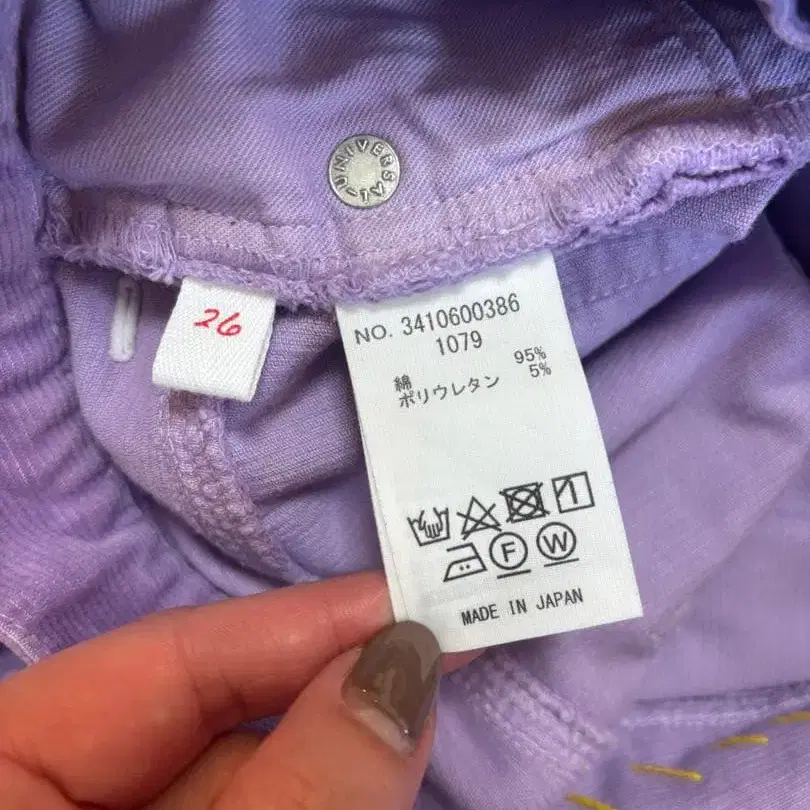 UNIVERSAL
26
NO. 3410600386
1079
綿 95%
ポリウレタン 5%
F W
MADE IN JAPAN